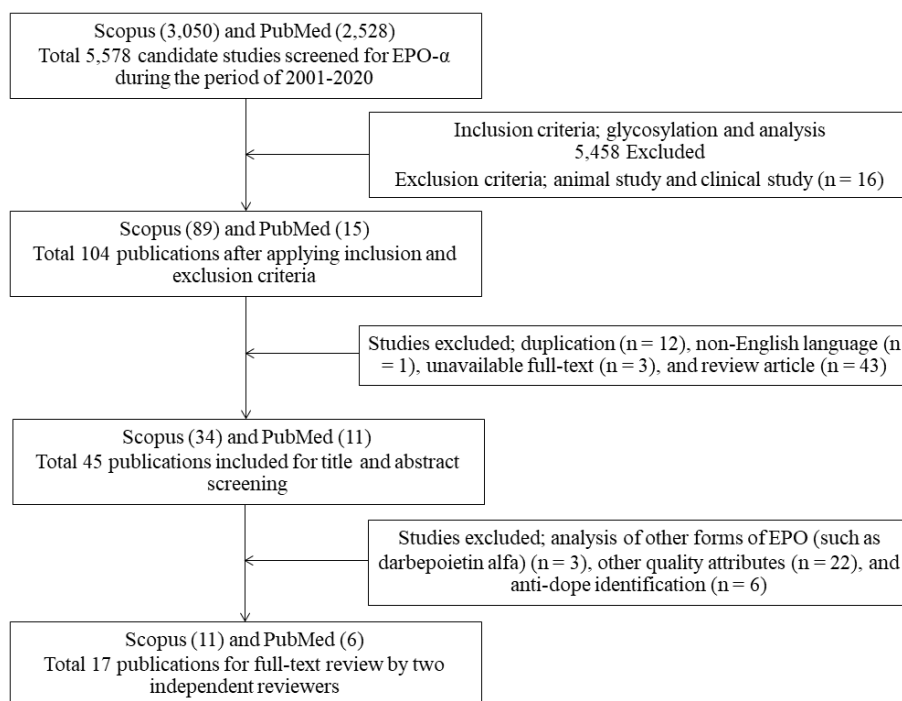 Scopus (3,050) and PubMed (2,528)
Total 5,578 candidate studies screened for EPO-α
during the period of 2001-2020
Inclusion criteria; glycosylation and analysis
5,458 Excluded
Exclusion criteria; animal study and clinical study (n = 16)
Scopus (89) and PubMed (15)
Total 104 publications after applying inclusion and
exclusion criteria
Studies excluded; duplication (n = 12), non-English language (n
= 1), unavailable full-text (n = 3), and review article (n = 43)
Scopus (34) and PubMed (11)
Total 45 publications included for title and abstract
screening
Studies excluded; analysis of other forms of EPO (such as
darbepoietin alfa) (n = 3), other quality attributes (n = 22), and
anti-dope identification (n = 6)
Scopus (11) and PubMed (6)
Total 17 publications for full-text review by two
independent reviewers